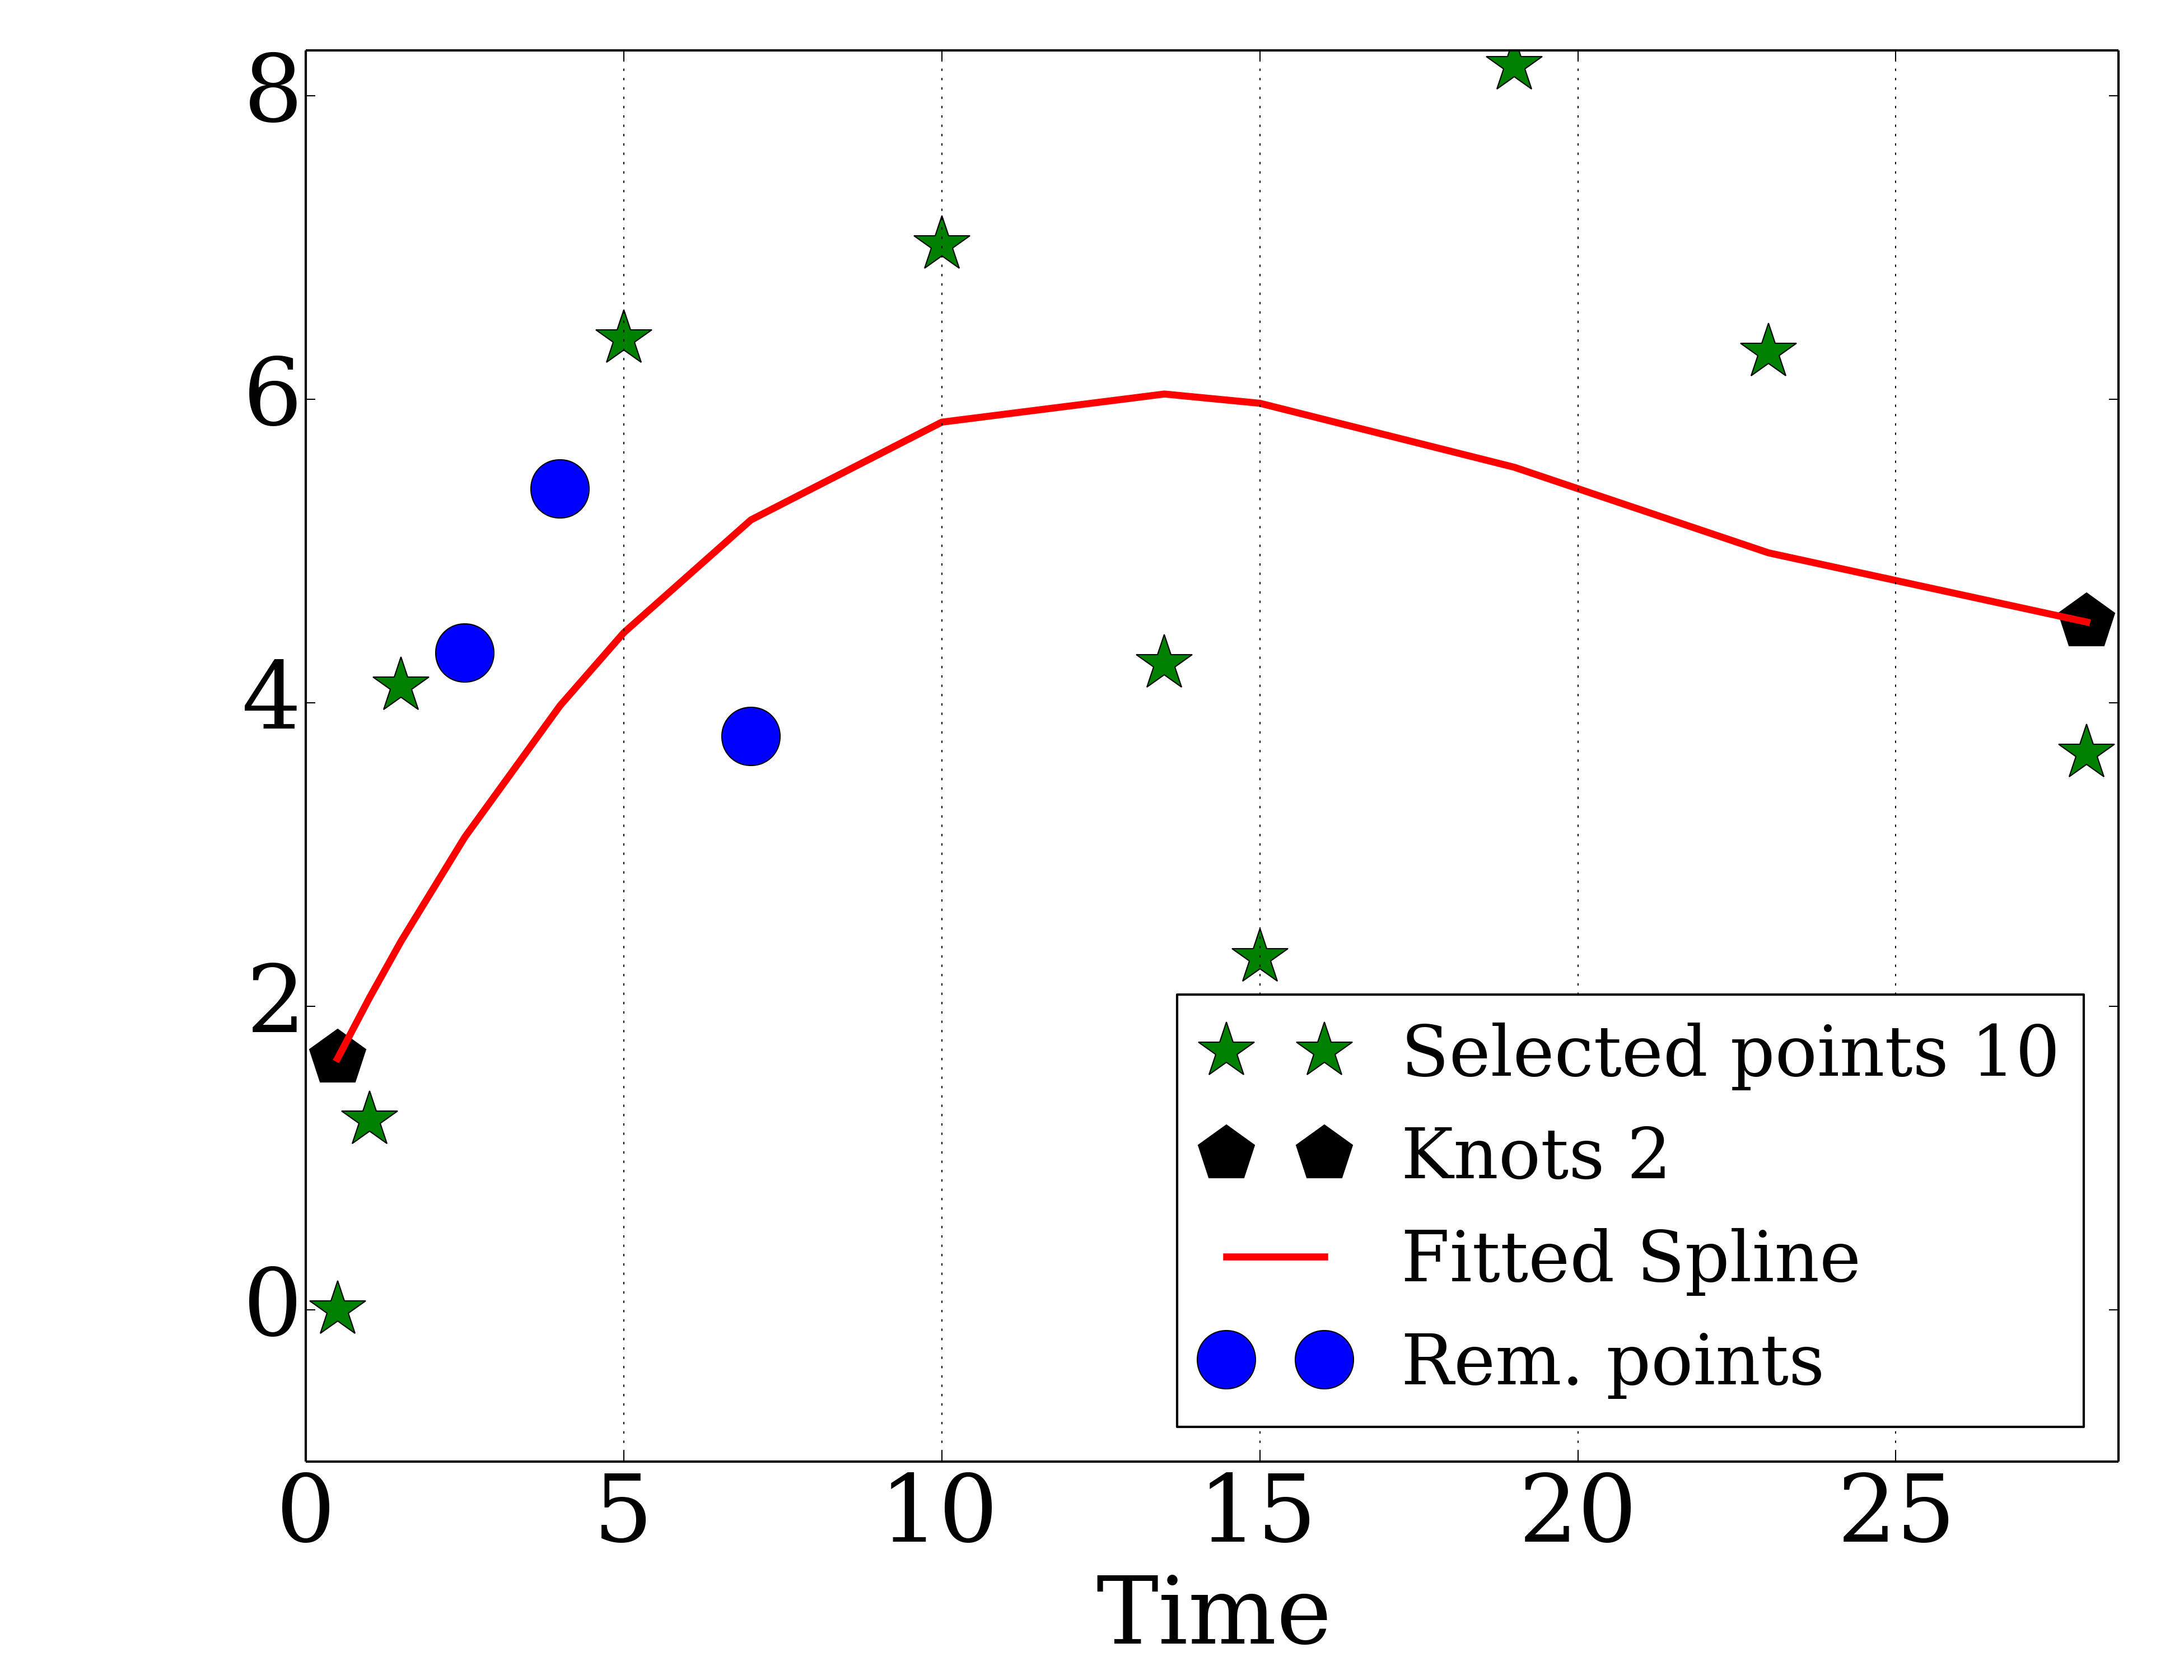 8
6
4
2
0
0 5 10 15 20 25
Time
Selected points 10
Knots 2
Fitted Spline
Rem. points